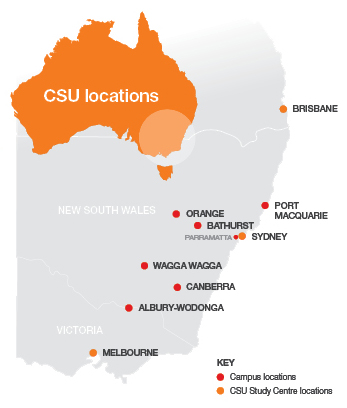 CSU locations
BRISBANE
NEW SOUTH WALES
ORANGE
PORT
MACQUARIE
BATHURST
PARRAMATTA
SYDNEY
WAGGA WAGGA
CANBERRA
ALBURY-WODONGA
VICTORIA
MELBOURNE
KEY
Campus locations
CSU Study Centre locations